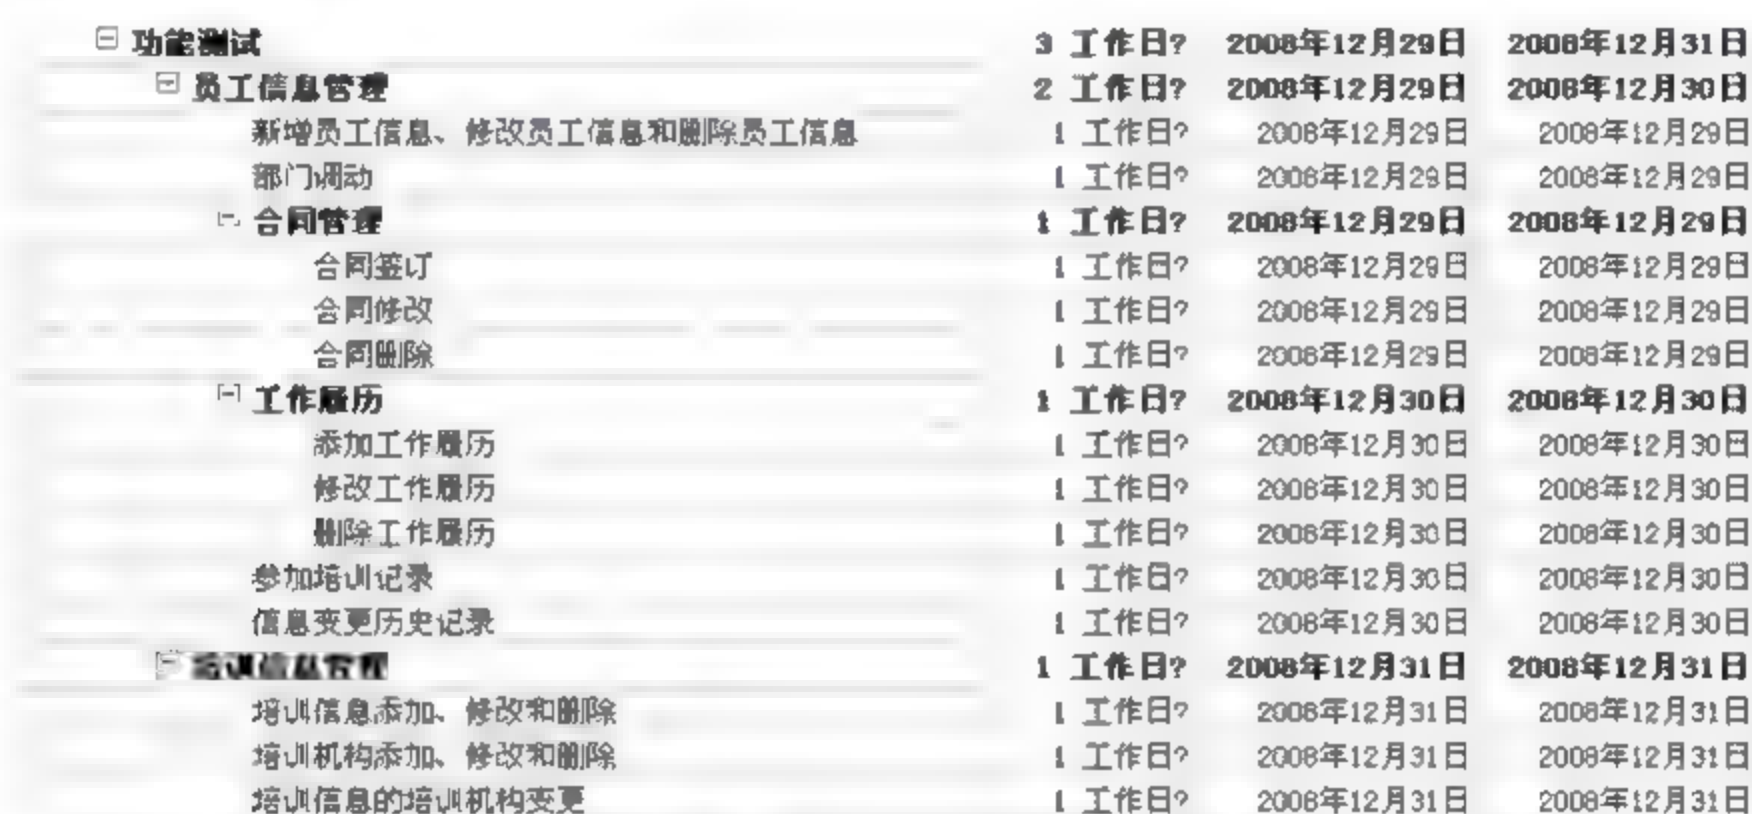 功能测试 3 工作日? 2008年12月29日 2008年12月31日
员工信息管理 2 工作日? 2008年12月29日 2008年12月30日
新增员工信息、修改员工信息和删除员工信息 1 工作日? 2008年12月29日 2008年12月29日
部门调动 1 工作日? 2008年12月29日 2008年12月29日
合同管理 1 工作日? 2008年12月29日 2008年12月29日
合同签订 1 工作日? 2008年12月29日 2008年12月29日
合同修改 1 工作日? 2008年12月29日 2008年12月29日
合同删除 1 工作日? 2008年12月29日 2008年12月29日
工作履历 1 工作日? 2008年12月30日 2008年12月30日
添加工作履历 1 工作日? 2008年12月30日 2008年12月30日
修改工作履历 1 工作日? 2008年12月30日 2008年12月30日
删除工作履历 1 工作日? 2008年12月30日 2008年12月30日
参加培训记录 1 工作日? 2008年12月30日 2008年12月30日
信息变更历史记录 1 工作日? 2008年12月30日 2008年12月30日
培训信息管理 1 工作日? 2008年12月31日 2008年12月31日
培训信息添加、修改和删除 1 工作日? 2008年12月31日 2008年12月31日
培训机构添加、修改和删除 1 工作日? 2008年12月31日 2008年12月31日
培训信息的培训机构变更 1 工作日? 2008年12月31日 2008年12月31日